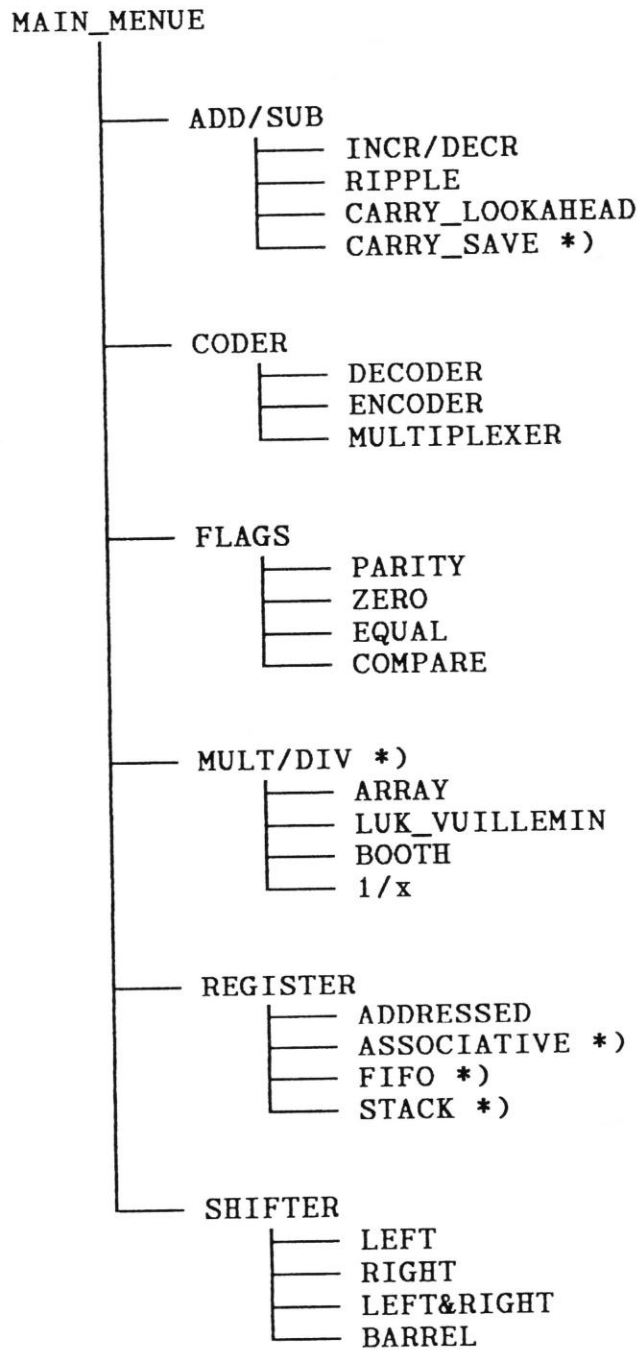 MAIN_MENUE
ADD/SUB
INCR/DECR
RIPPLE
CARRY_LOOKAHEAD
CARRY_SAVE *)
CODER
DECODER
ENCODER
MULTIPLEXER
FLAGS
PARITY
ZERO
EQUAL
COMPARE
MULT/DIV *)
ARRAY
LUK_VUILLEMIN
BOOTH
1/x
REGISTER
ADDRESSED
ASSOCIATIVE *)
FIFO *)
STACK *)
SHIFTER
LEFT
RIGHT
LEFT&RIGHT
BARREL